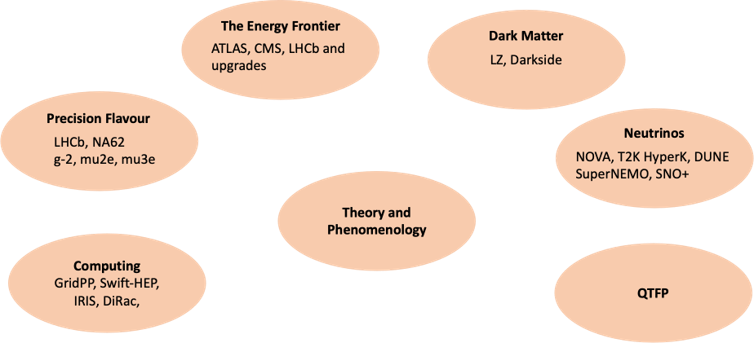 The Energy Frontier
ATLAS, CMS, LHCb and
upgrades
Dark Matter
LZ, Darkside
Precision Flavour
LHCb, NA62
g-2, mu2e, mu3e
Neutrinos
NOVA, T2K HyperK, DUNE
SuperNEMO, SNO+
Theory and
Phenomenology
Computing
GridPP, Swift-HEP,
IRIS, DiRac,
QTFP